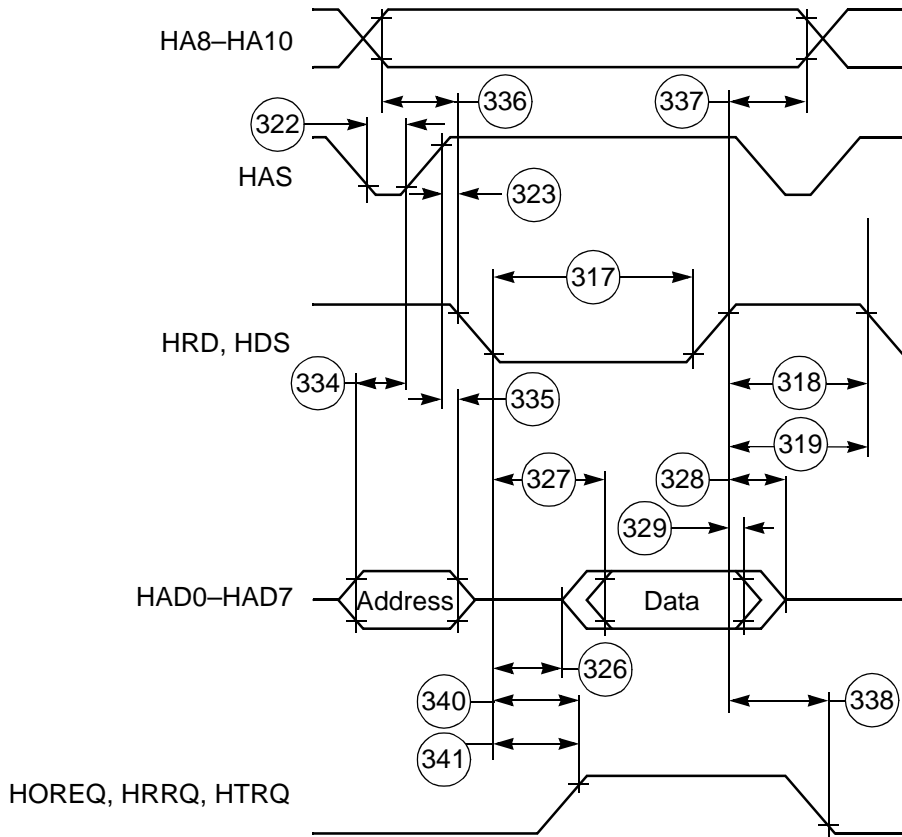 HA8–HA10
336
337
322
HAS
323
317
HRD, HDS
334
335
318
319
327
328
329
HAD0–HAD7
Address
Data
326
340
338
341
HOREQ, HRRQ, HTRQ